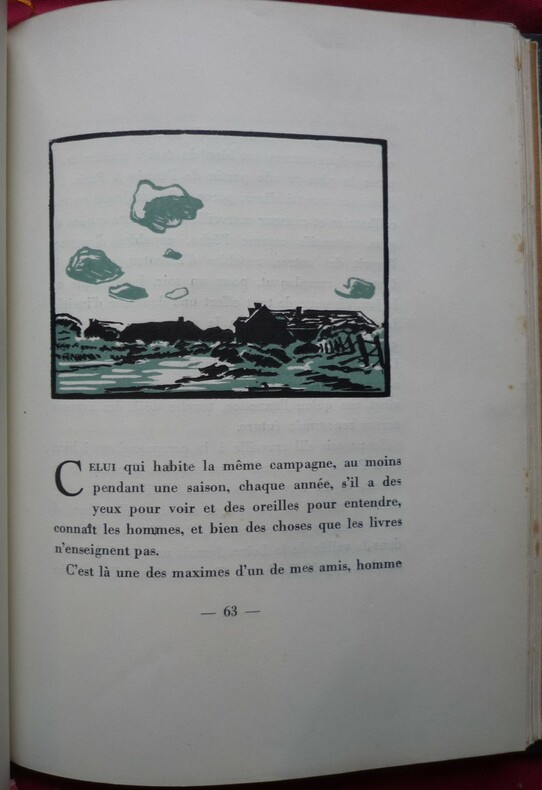 CELUI qui habite la même campagne, au moins
pendant une saison, chaque année, s'il a des
yeux pour voir et des oreilles pour entendre,
connaît les hommes, et bien des choses que les livres
n'enseignent pas.
C'est là une des maximes d'un de mes amis, homme
— 63 —